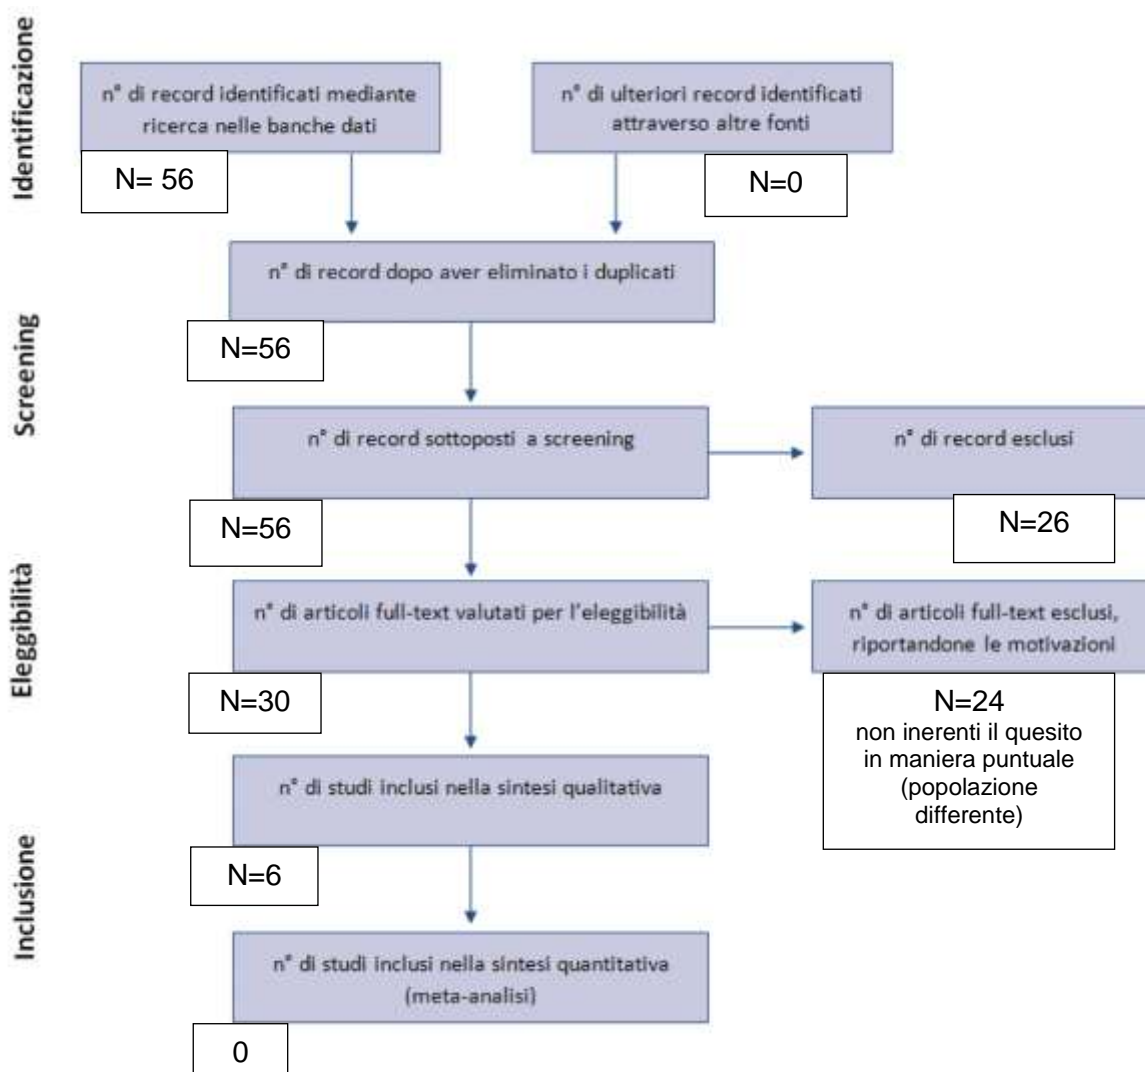 Identificazione
n° di record identificati mediante
ricerca nelle banche dati
N= 56
n° di ulteriori record identificati
attraverso altre fonti
N=0
n° di record dopo aver eliminato i duplicati
N=56
Screening
n° di record sottoposti a screening
N=56
n° di record esclusi
N=26
Eleggibilità
n° di articoli full-text valutati per l'eleggibilità
N=30
n° di articoli full-text esclusi,
riportandone le motivazioni
N=24
non inerenti il quesito
in maniera puntuale
(popolazione
differente)
n° di studi inclusi nella sintesi qualitativa
N=6
Inclusione
n° di studi inclusi nella sintesi quantitativa
(meta-analisi)
0